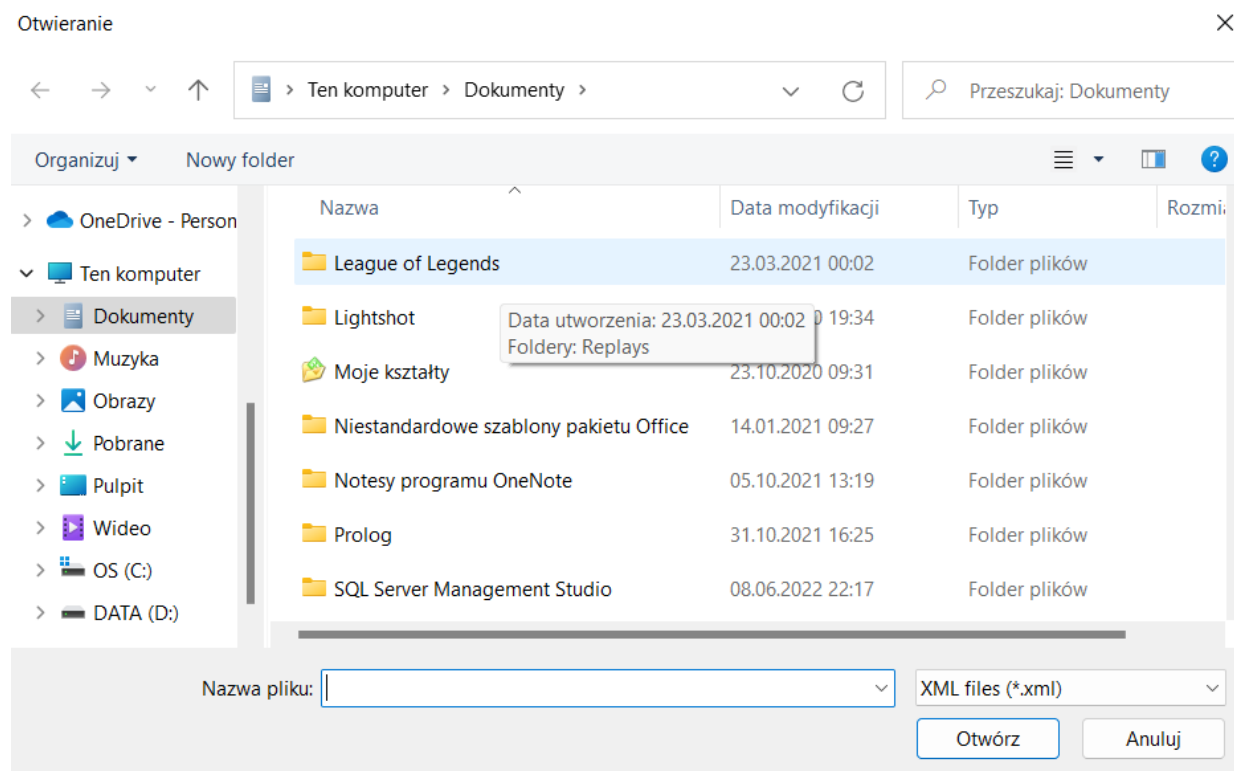 Otwieranie
Ten komputer > Dokumenty >
Przeszukaj: Dokumenty
Organizuj
Nowy folder
OneDrive - Person
Ten komputer
Dokumenty
Muzyka
Obrazy
Pobrane
Pulpit
Wideo
OS (C:)
DATA (D:)
Nazwa Data modyfikacji Typ Rozmia
League of Legends 23.03.2021 00:02 Folder plików
Lightshot 0 19:34 Folder plików
Data utworzenia: 23.03.2021 00:02
Foldery: Replays
Moje kształty 23.10.2020 09:31 Folder plików
Niestandardowe szablony pakietu Office 14.01.2021 09:27 Folder plików
Notesy programu OneNote 05.10.2021 13:19 Folder plików
Prolog 31.10.2021 16:25 Folder plików
SQL Server Management Studio 08.06.2022 22:17 Folder plików
Nazwa pliku:
XML files (*.xml)
Otwórz
Anuluj